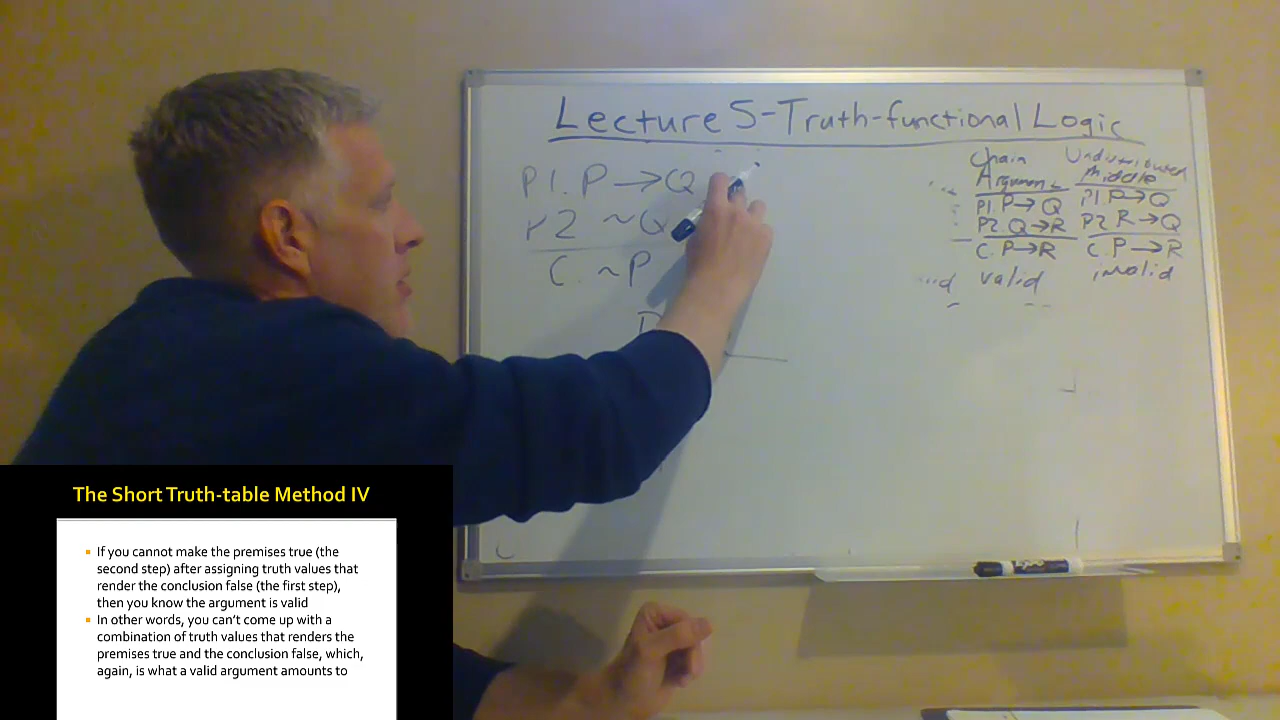 Lecture 5-Truth-functional Logic
P1. P → Q
P2 ~Q
C. ~P
Chain
Argument
P1. P → Q
P2 Q → R
C. P → R
valid
Undistributed
Middle
P1. P → Q
P2 R → Q
C. P → R
invalid
The Short Truth-table Method IV
If you cannot make the premises true (the
second step) after assigning truth values that
render the conclusion false (the first step),
then you know the argument is valid
In other words, you can't come up with a
combination of truth values that renders the
premises true and the conclusion false, which,
again, is what a valid argument amounts to